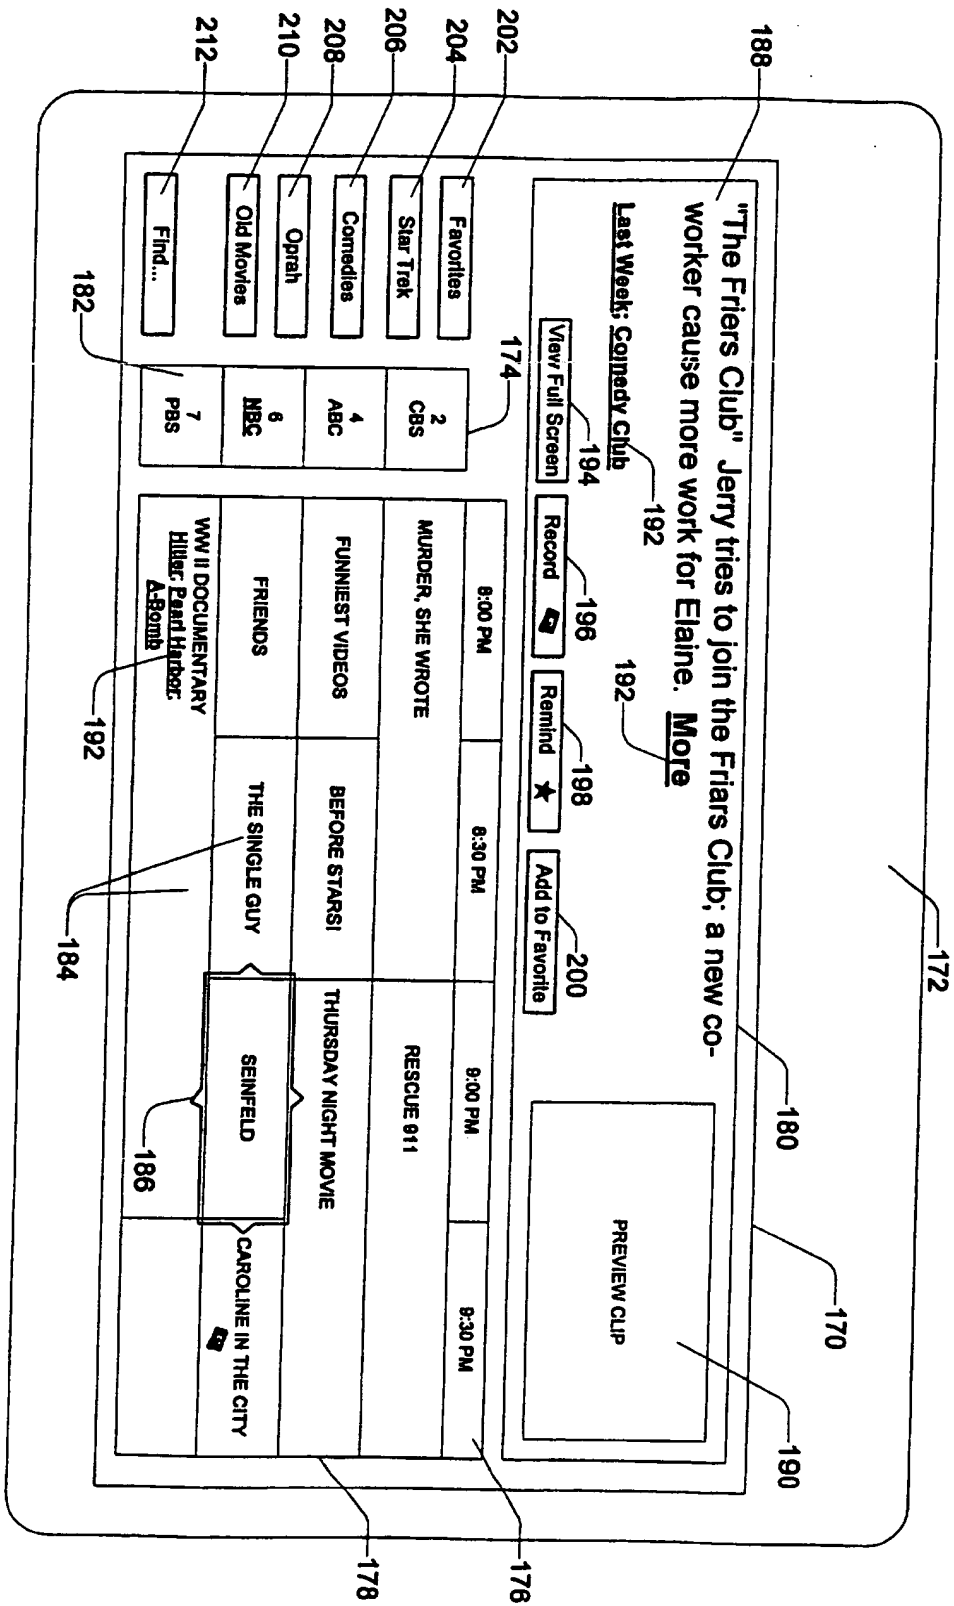 172
170
180
188
"The Friers Club" Jerry tries to join the Friars Club; a new co-
worker cause more work for Elaine. More
192
Last Week; Comedy Club
192
PREVIEW CLIP
190
View Full Screen
194
Record
196
Remind
198
Add to Favorite
200
202
Favorites
204
Star Trek
206
Comedies
208
Oprah
210
Old Movies
212
Find...
174
2
CBS
4
ABC
6
NBC
7
PBS
182
8:00 PM
8:30 PM
9:00 PM
9:30 PM
176
MURDER, SHE WROTE
RESCUE 911
FUNNIEST VIDEOS
BEFORE STARS!
THURSDAY NIGHT MOVIE
178
FRIENDS
THE SINGLE GUY
SEINFELD
CAROLINE IN THE CITY
WW II DOCUMENTARY
Hitler; Pearl Harbor;
A-Bomb
192
184
186